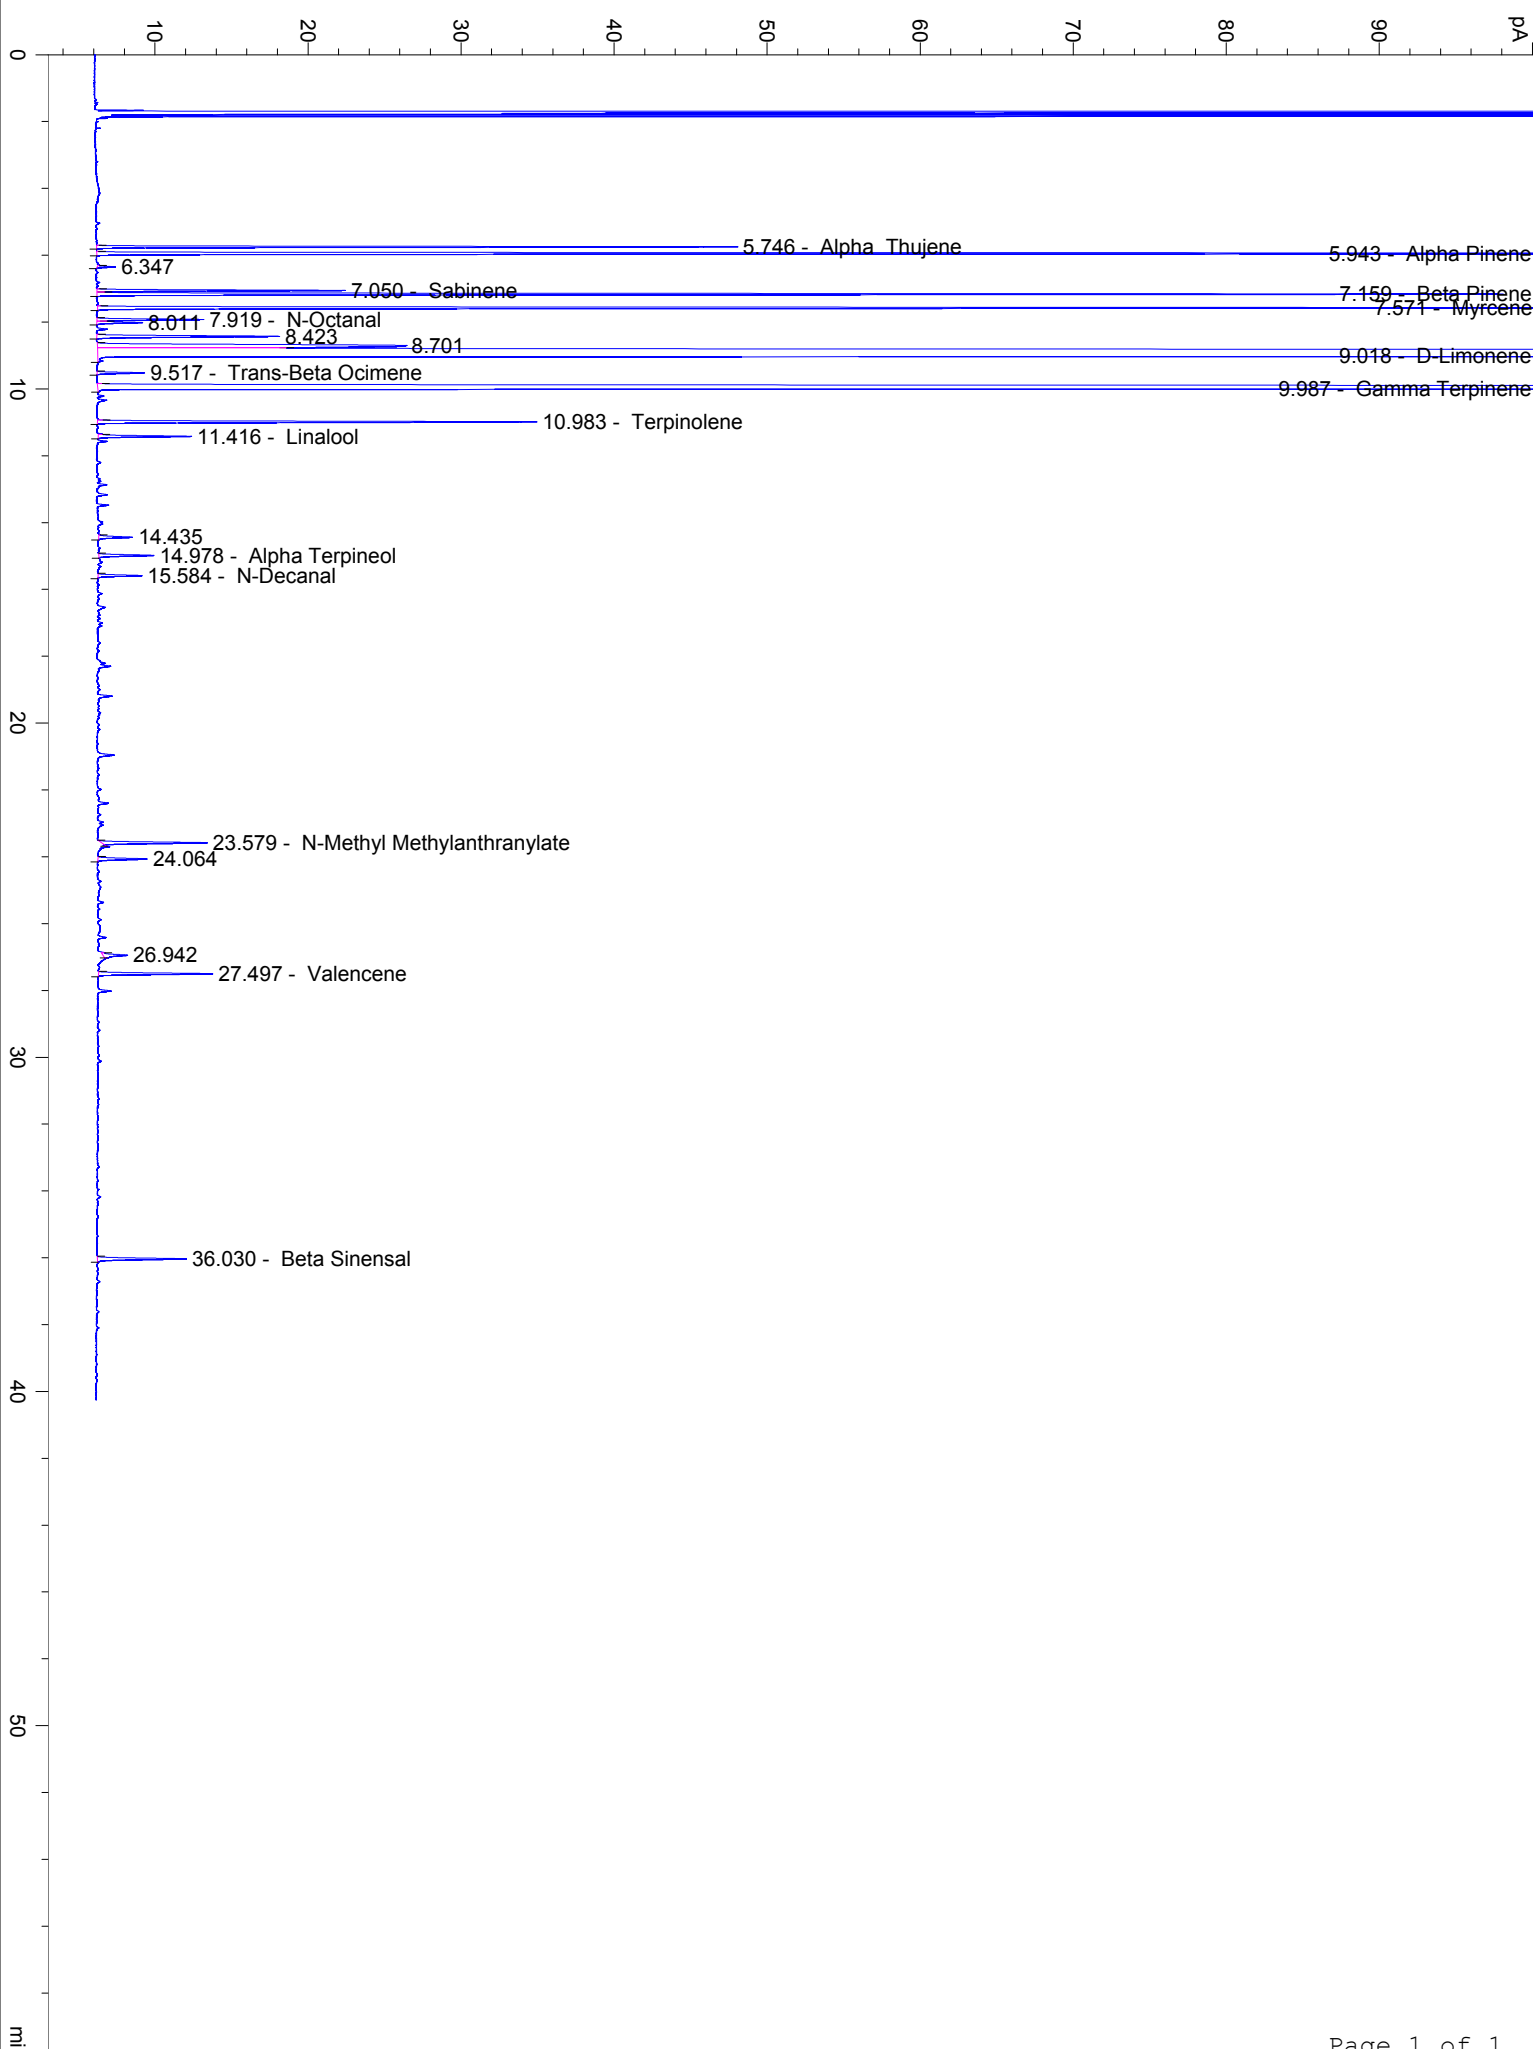 pA
10
20
30
40
50
60
70
80
90
0
5.746 - Alpha Thujene
5.943 - Alpha Pinene
6.347
7.050 - Sabinene
7.159 - Beta Pinene
7.571 - Myrcene
7.919 - N-Octanal
8.011
8.423
8.701
9.018 - D-Limonene
9.517 - Trans-Beta Ocimene
10
9.987 - Gamma Terpinene
10.983 - Terpinolene
11.416 - Linalool
14.435
14.978 - Alpha Terpineol
15.584 - N-Decanal
20
23.579 - N-Methyl Methylanthranylate
24.064
26.942
27.497 - Valencene
30
36.030 - Beta Sinensal
40
50
mi
Page 1 of 1